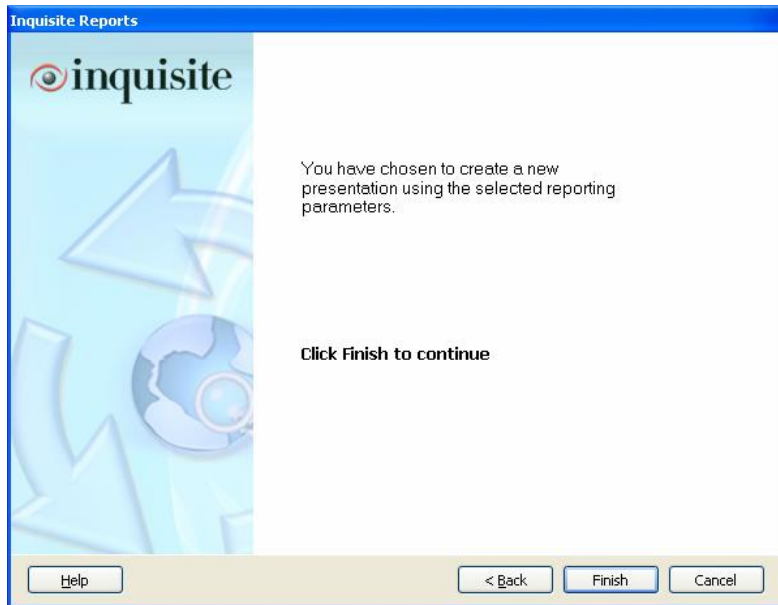 Inquisite Reports
inquisite
You have chosen to create a new
presentation using the selected reporting
parameters.
Click Finish to continue
Help
< Back
Finish
Cancel